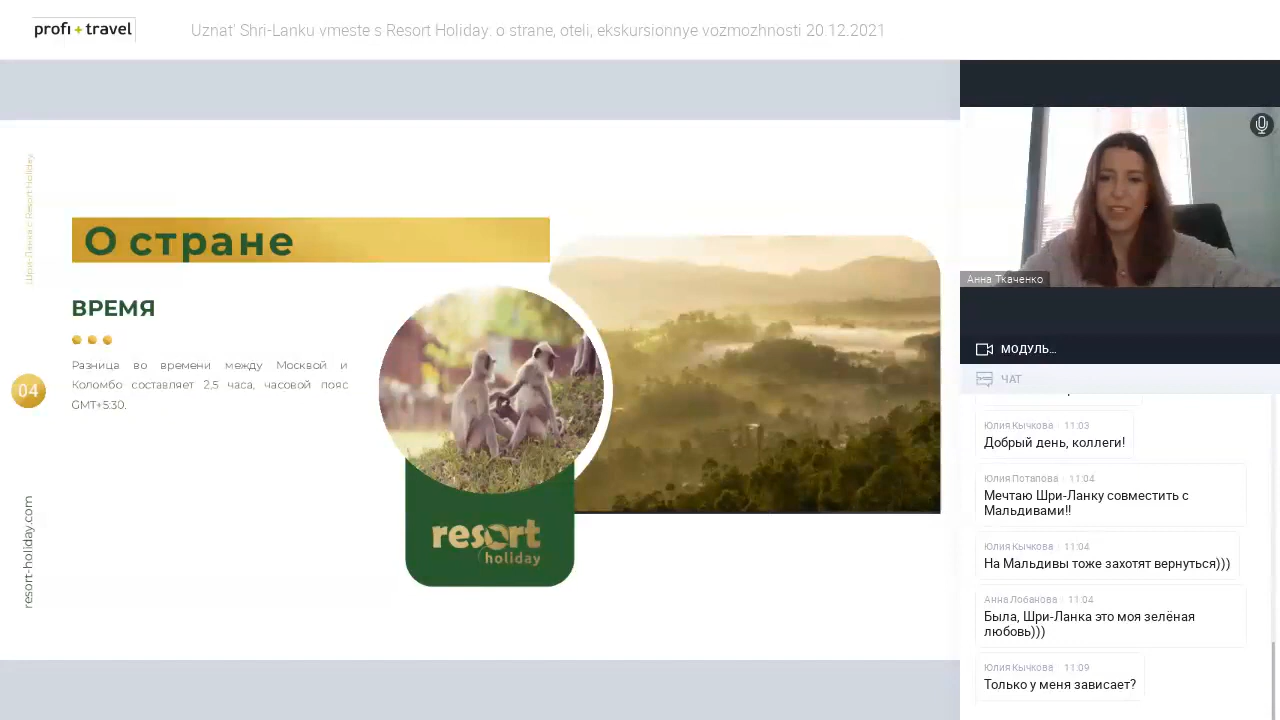 profi + travel
Uznat' Shri-Lanku vmeste s Resort Holiday: o strane, oteli, ekskursionnye vozmozhnosti 20.12.2021
Шри-Ланка с Resort Holiday
О стране
ВРЕМЯ
Разница во времени между Москвой и
Коломбо составляет 2,5 часа, часовой пояс
GMT+5:30.
04
resort-holiday.com
resort
holiday
Анна Ткаченко
МОДУЛЬ...
ЧАТ
Юлия Кычкова 11:03
Добрый день, коллеги!
Юлия Потапова 11:04
Мечтаю Шри-Ланку совместить с
Мальдивами!!
Юлия Кычкова 11:04
На Мальдивы тоже захотят вернуться)))
Анна Лобанова 11:04
Была, Шри-Ланка это моя зелёная
любовь)))
Юлия Кычкова 11:09
Только у меня зависает?